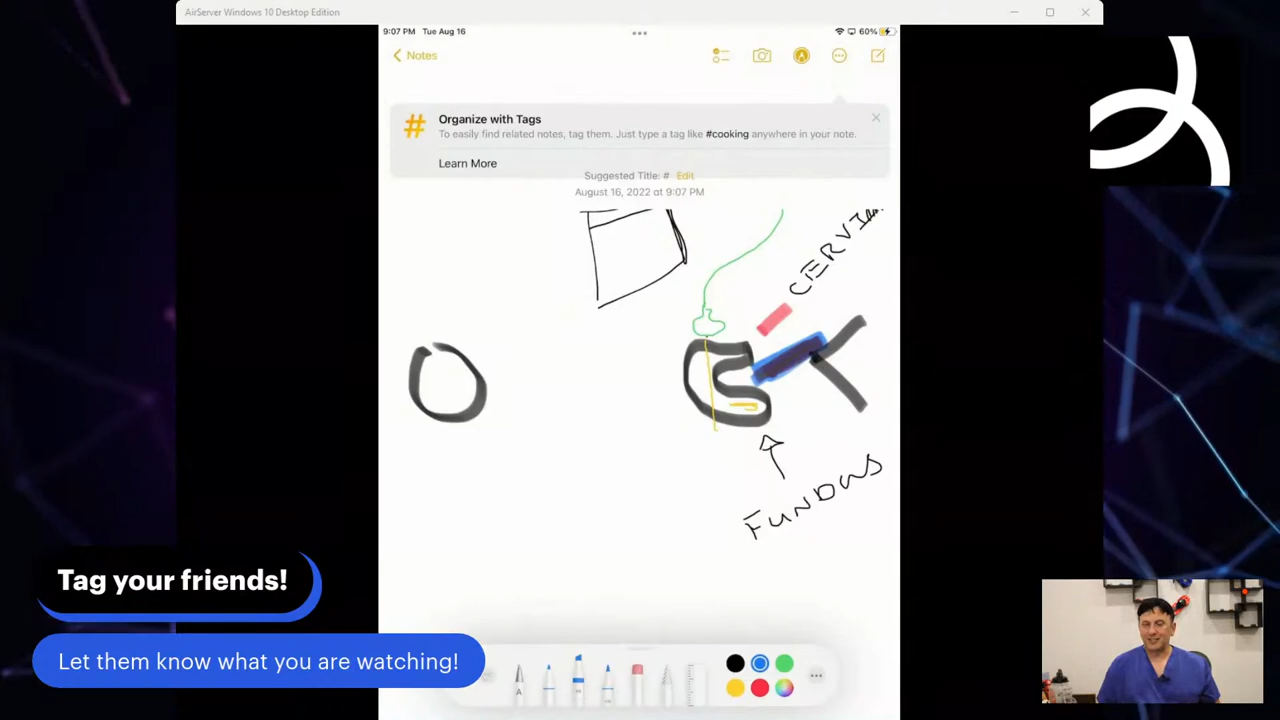 AirServer Windows 10 Desktop Edition
9:07 PM Tue Aug 16
60%
Notes
Organize with Tags
To easily find related notes, tag them. Just type a tag like #cooking anywhere in your note.
Learn More
Suggested Title: # Edit
August 16, 2022 at 9:07 PM
FUNDUS
Tag your friends!
Let them know what you are watching!
A